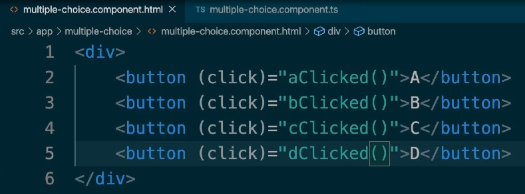 <> multiple-choice.component.html × TS multiple-choice.component.ts
src > app > multiple-choice > <> multiple-choice.component.html > div > button
1 <div>
2     <button (click)="aClicked()">A</button>
3     <button (click)="bClicked()">B</button>
4     <button (click)="cClicked()">C</button>
5     <button (click)="dClicked()">D</button>
6 </div>